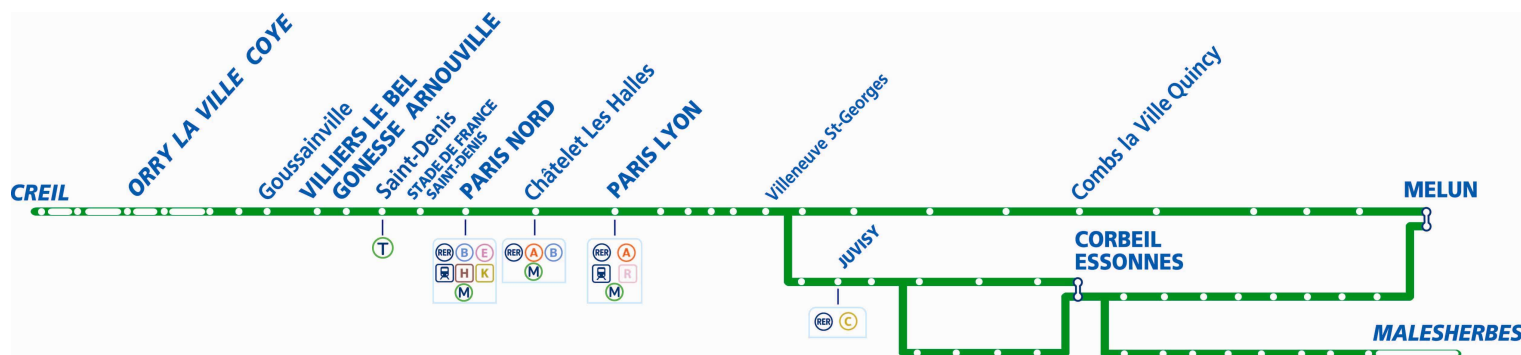 CREIL
ORRY LA VILLE COYE
Goussainville
VILLIERS LE BEL
GONESSE ARNOUVILLE
Saint-Denis
STADE DE FRANCE
SAINT-DENIS
PARIS NORD
Châtelet Les Halles
PARIS LYON
Villeneuve St-Georges
Combs la Ville Quincy
MELUN
T
RER B E
H K
M
RER A B
M
RER A
R
M
JUVISY
RER C
CORBEIL
ESSONNES
MALESHERBES